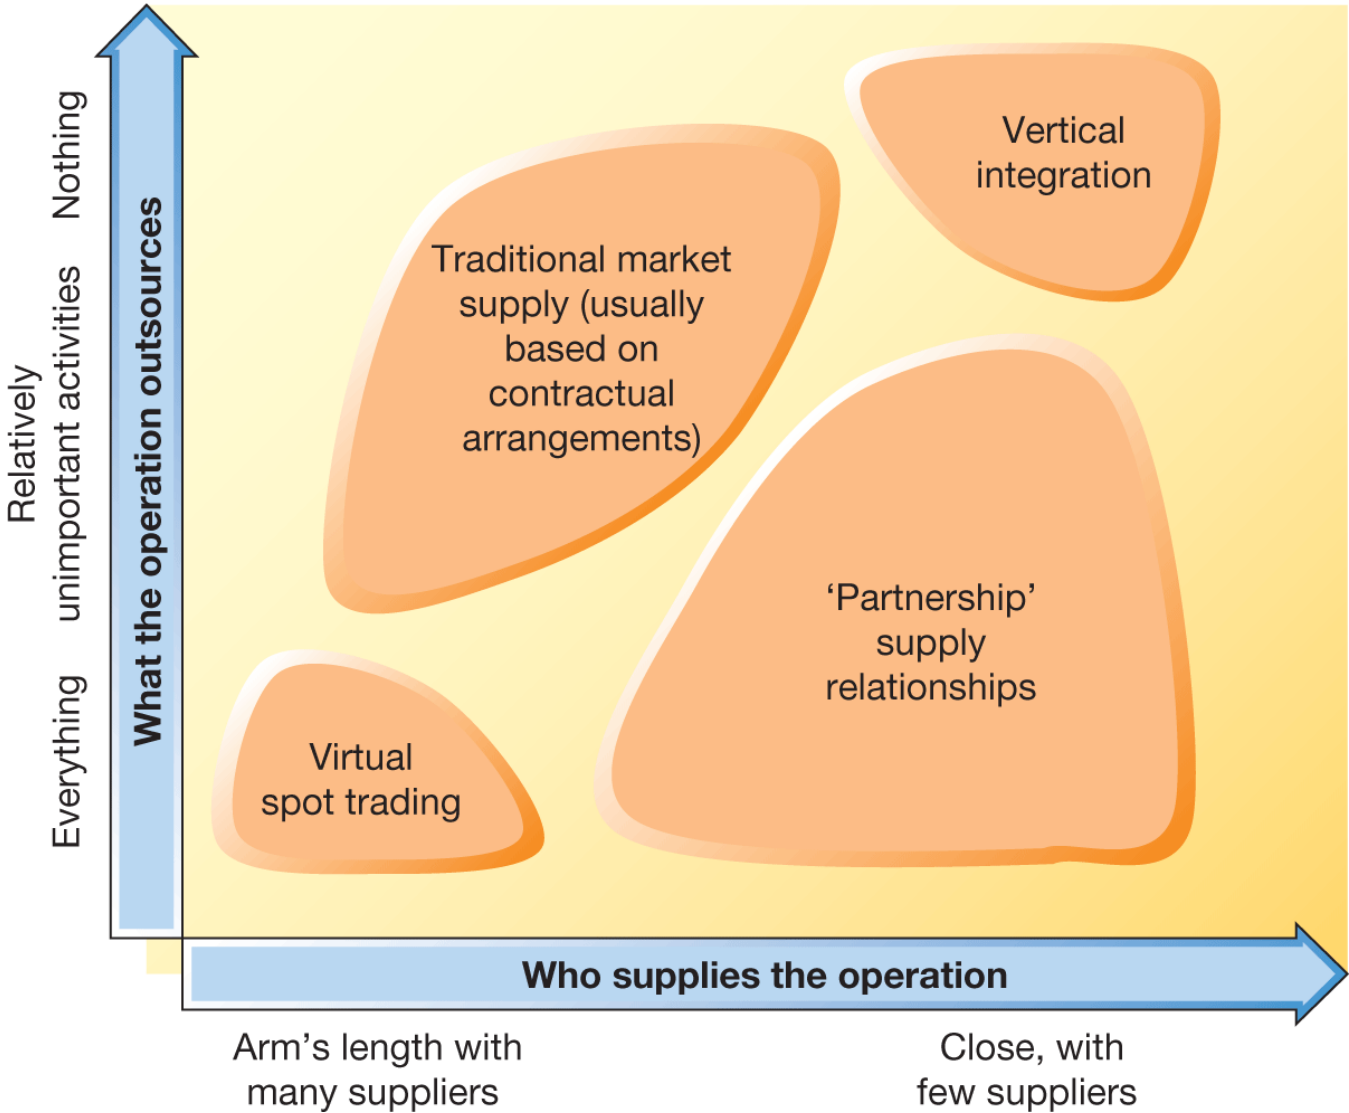 Nothing
Relatively
unimportant activities
Everything
What the operation outsources
Vertical
integration
Traditional market
supply (usually
based on
contractual
arrangements)
‘Partnership’
supply
relationships
Virtual
spot trading
Who supplies the operation
Arm’s length with
many suppliers
Close, with
few suppliers